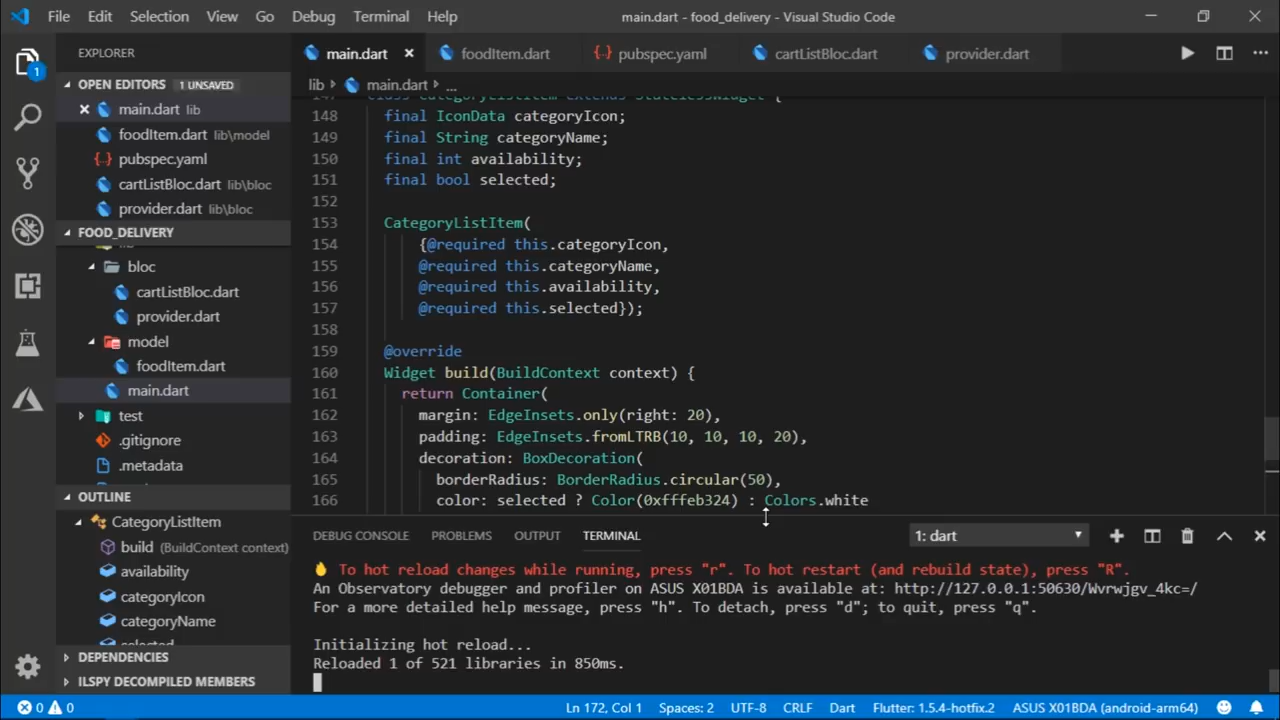 File Edit Selection View Go Debug Terminal Help main.dart - food_delivery - Visual Studio Code
EXPLORER
OPEN EDITORS 1 UNSAVED
main.dart lib
foodItem.dart lib\model
pubspec.yaml
cartListBloc.dart lib\bloc
provider.dart lib\bloc
FOOD_DELIVERY
lib
bloc
cartListBloc.dart
provider.dart
model
foodItem.dart
main.dart
test
.gitignore
.metadata
OUTLINE
CategoryListItem
build (BuildContext context)
availability
categoryIcon
categoryName
selected
DEPENDENCIES
ILSPY DECOMPILED MEMBERS
main.dart foodItem.dart pubspec.yaml cartListBloc.dart provider.dart
lib main.dart ...
147 class CategoryListItem extends StatelessWidget {
148 final IconData categoryIcon;
149 final String categoryName;
150 final int availability;
151 final bool selected;
152
153 CategoryListItem(
154 {@required this.categoryIcon,
155 @required this.categoryName,
156 @required this.availability,
157 @required this.selected});
158
159 @override
160 Widget build(BuildContext context) {
161 return Container(
162 margin: EdgeInsets.only(right: 20),
163 padding: EdgeInsets.fromLTRB(10, 10, 10, 20),
164 decoration: BoxDecoration(
165 borderRadius: BorderRadius.circular(50),
166 color: selected ? Color(0xfffeb324) : Colors.white
DEBUG CONSOLE PROBLEMS OUTPUT TERMINAL 1: dart
To hot reload changes while running, press "r". To hot restart (and rebuild state), press "R".
An Observatory debugger and profiler on ASUS X01BDA is available at: http://127.0.0.1:50630/Wvrwjgv_4kc=/
For a more detailed help message, press "h". To detach, press "d"; to quit, press "q".
Initializing hot reload...
Reloaded 1 of 521 libraries in 850ms.
0 0 Ln 172, Col 1 Spaces: 2 UTF-8 CRLF Dart Flutter: 1.5.4-hotfix.2 ASUS X01BDA (android-arm64)
1